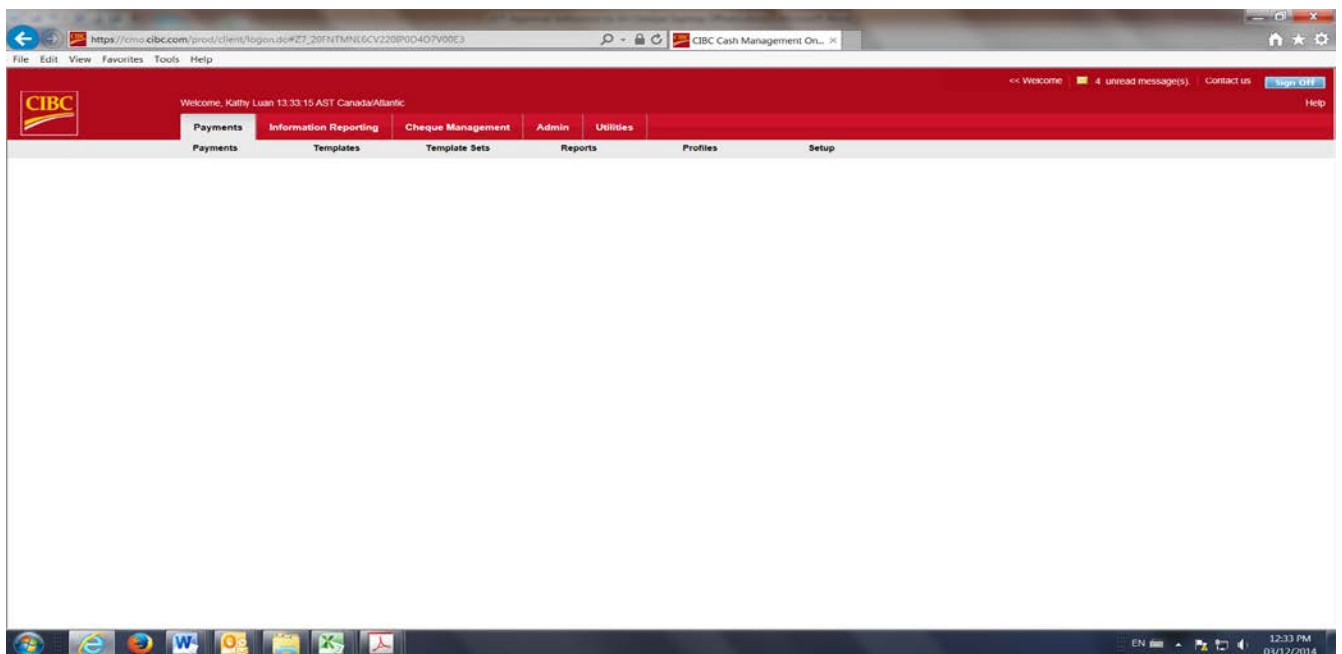 https://cmo.cibc.com/prod/client/logon.do#Z7_20FNTMNL6CV220IP0D4O7V00E3
CIBC Cash Management On...
File Edit View Favorites Tools Help
<< Welcome 4 unread message(s). Contact us Sign Off
CIBC
Welcome, Kathy Luan 13:33:15 AST Canada/Atlantic
Help
Payments Information Reporting Cheque Management Admin Utilities
Payments Templates Template Sets Reports Profiles Setup
EN
12:33 PM
03/12/2014